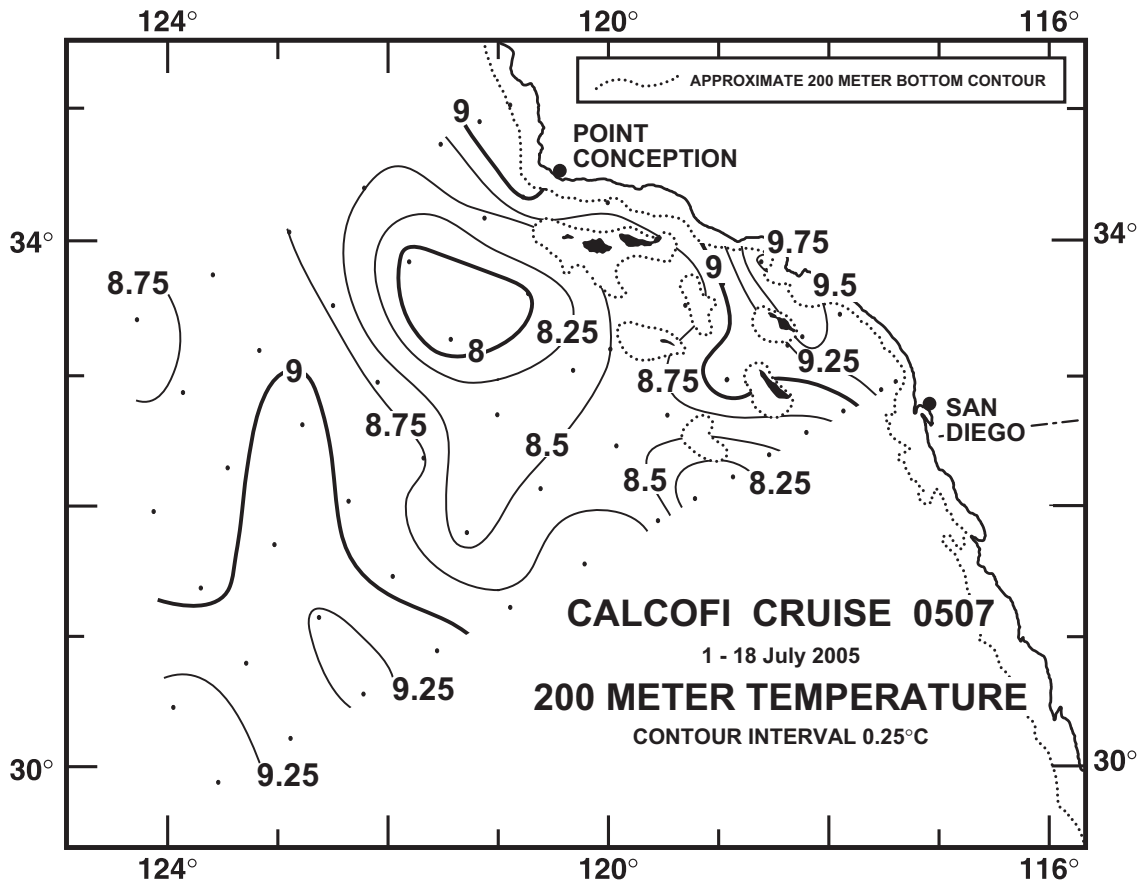 124° 120° 116°
APPROXIMATE 200 METER BOTTOM CONTOUR
9
POINT
CONCEPTION
34° 9.75 34°
9
8.75 9.5
8.25
8
9.25
9 8.75
8.75 SAN
DIEGO
8.5
8.5 8.25
CALCOFI CRUISE 0507
1 - 18 July 2005
9.25
200 METER TEMPERATURE
CONTOUR INTERVAL 0.25°C
30° 9.25 30°
124° 120° 116°